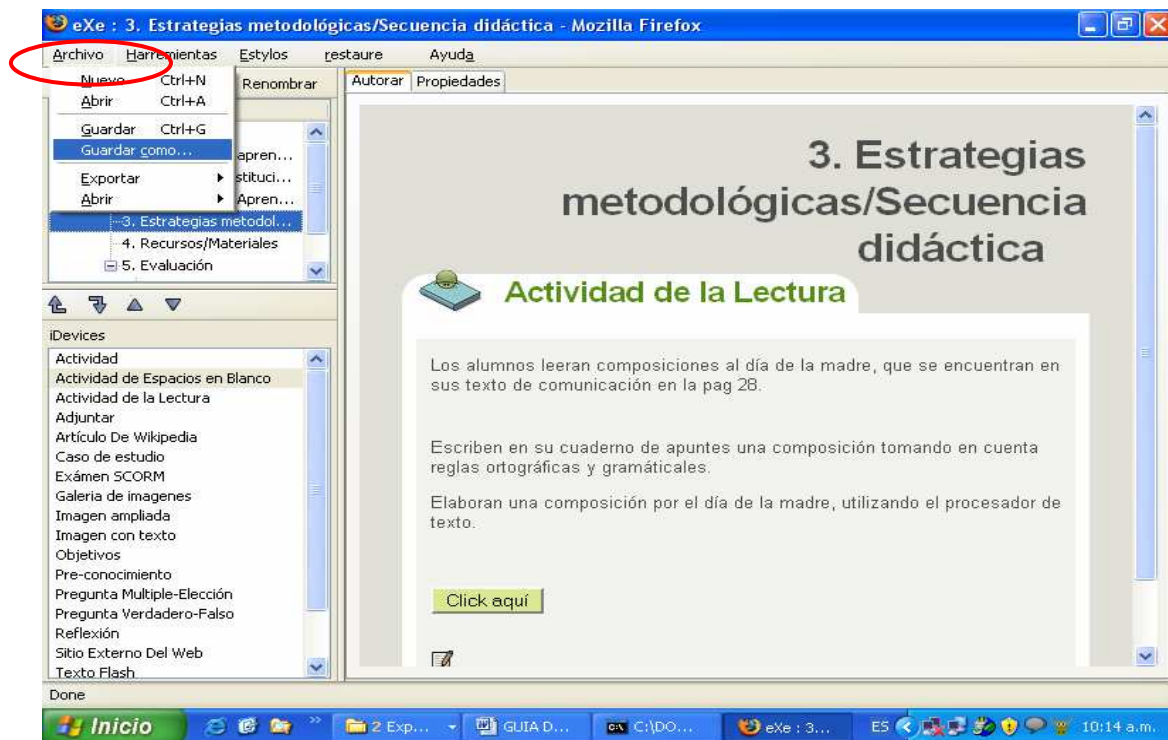 eXe : 3. Estrategias metodológicas/Secuencia didáctica - Mozilla Firefox
Archivo Harremientas Estylos restaure Ayuda
Nuevo Ctrl+N
Abrir Ctrl+A
Guardar Ctrl+G
Guardar como...
Exportar
Abrir
Renombrar
apren...
stituci...
Apren...
3. Estrategias metodol...
4. Recursos/Materiales
5. Evaluación
iDevices
Actividad
Actividad de Espacios en Blanco
Actividad de la Lectura
Adjuntar
Artículo De Wikipedia
Caso de estudio
Exámen SCORM
Galeria de imagenes
Imagen ampliada
Imagen con texto
Objetivos
Pre-conocimiento
Pregunta Multiple-Elección
Pregunta Verdadero-Falso
Reflexión
Sitio Externo Del Web
Texto Flash
Autorar Propiedades
3. Estrategias
metodológicas/Secuencia
didáctica
Actividad de la Lectura
Los alumnos leeran composiciones al día de la madre, que se encuentran en
sus texto de comunicación en la pag 28.
Escriben en su cuaderno de apuntes una composición tomando en cuenta
reglas ortográficas y gramáticales.
Elaboran una composición por el día de la madre, utilizando el procesador de
texto.
Click aquí
Done
Inicio 2 Exp... GUIA D... C:\DO... eXe : 3... ES 10:14 a.m.